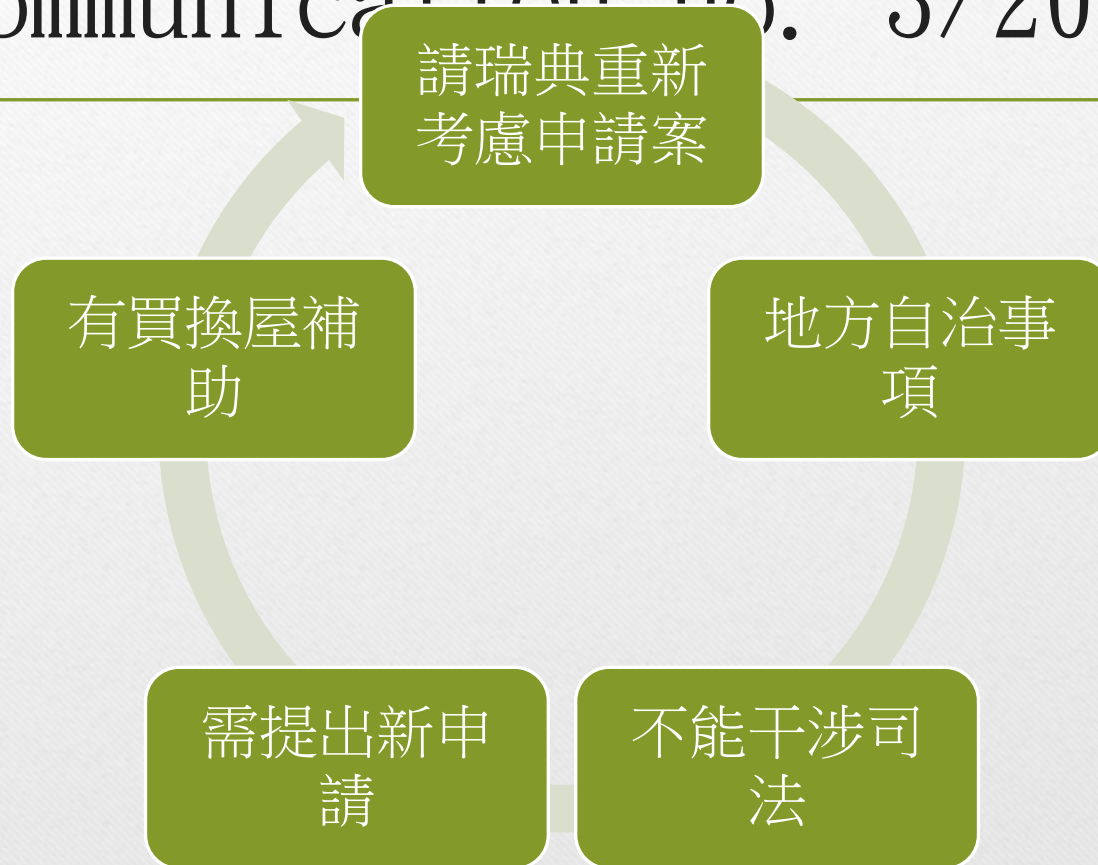 請瑞典重新
考慮申請案
地方自治事
項
不能干涉司
法
需提出新申
請
有買換屋補
助